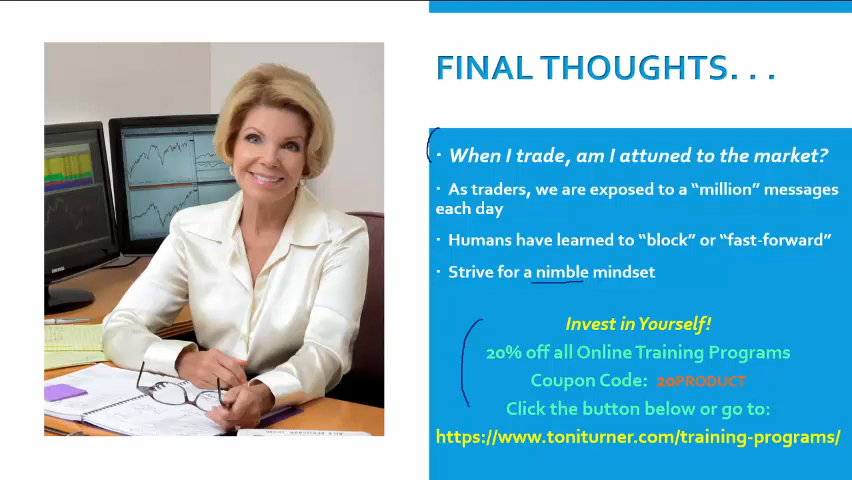 FINAL THOUGHTS. . .
· When I trade, am I attuned to the market?
· As traders, we are exposed to a “million” messages
each day
· Humans have learned to “block” or “fast-forward”
· Strive for a nimble mindset
Invest in Yourself!
20% off all Online Training Programs
Coupon Code: 20PRODUCT
Click the button below or go to:
https://www.toniturner.com/training-programs/